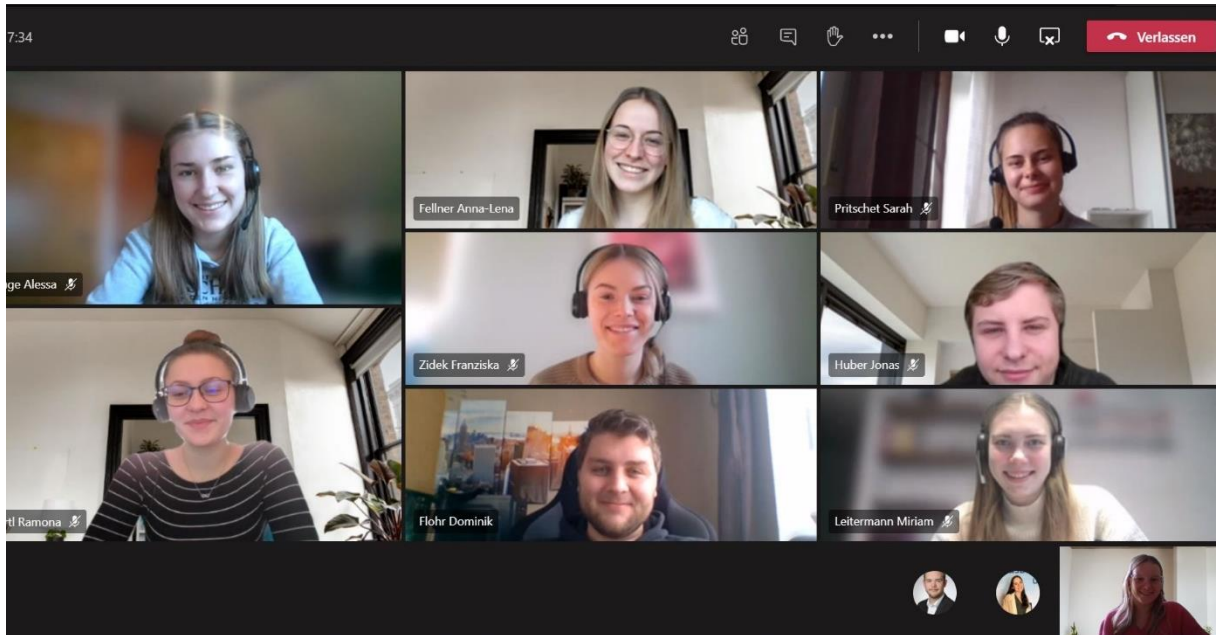 7:34
Verlassen
ge Alessa
Fellner Anna-Lena
Pritschet Sarah
Zidek Franziska
Huber Jonas
tl Ramona
Flohr Dominik
Leitermann Miriam